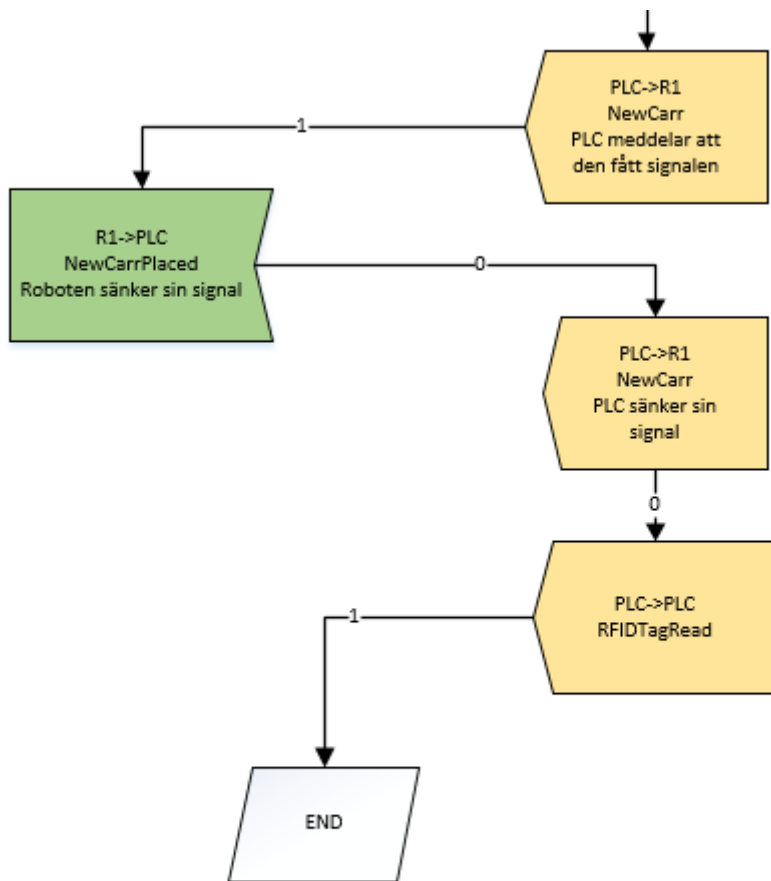 PLC->R1
NewCarr
PLC meddelar att
den fått signalen
1
R1->PLC
NewCarrPlaced
Roboten sänker sin signal
0
PLC->R1
NewCarr
PLC sänker sin
signal
0
PLC->PLC
RFIDTagRead
1
END